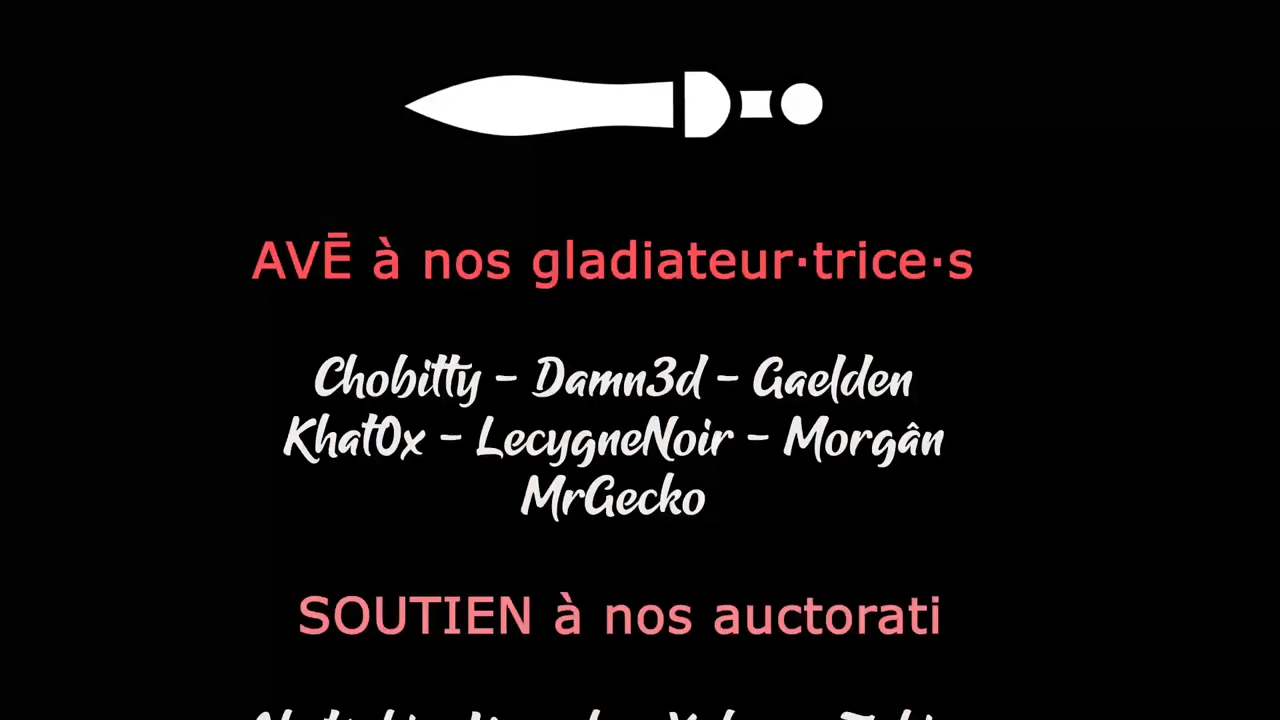 AVĒ à nos gladiateur·trice·s
Chobitty - Damn3d - Gaelden
Khat0x - LecygneNoir - Morgân
MrGecko
SOUTIEN à nos auctorati